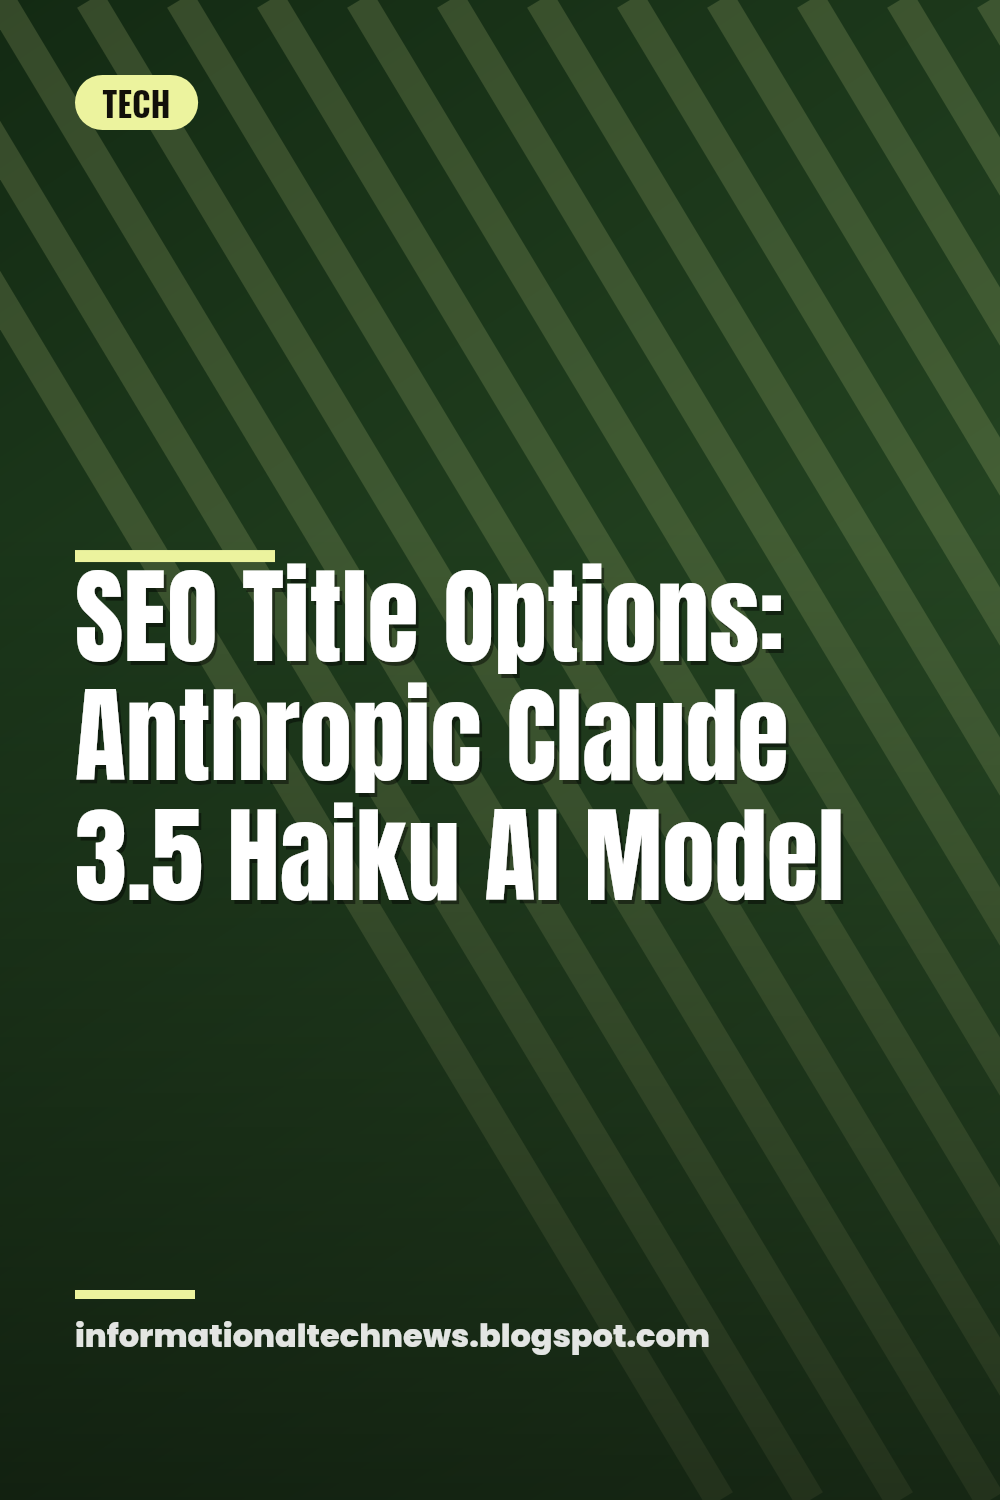 TECH
SEO Title Options:
Anthropic Claude
3.5 Haiku AI Model
informationaltechnews.blogspot.com